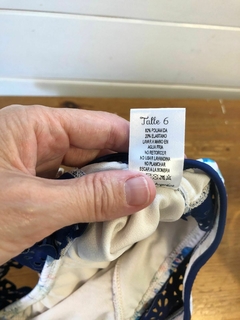 Talle 6
80% POLIAMIDA
20% ELASTANO
LAVAR A MANO EN
AGUA FRIA
NO RETORCER
NO USAR LAVANDINA
NO PLANCHAR
SECAR A LA SOMBRA